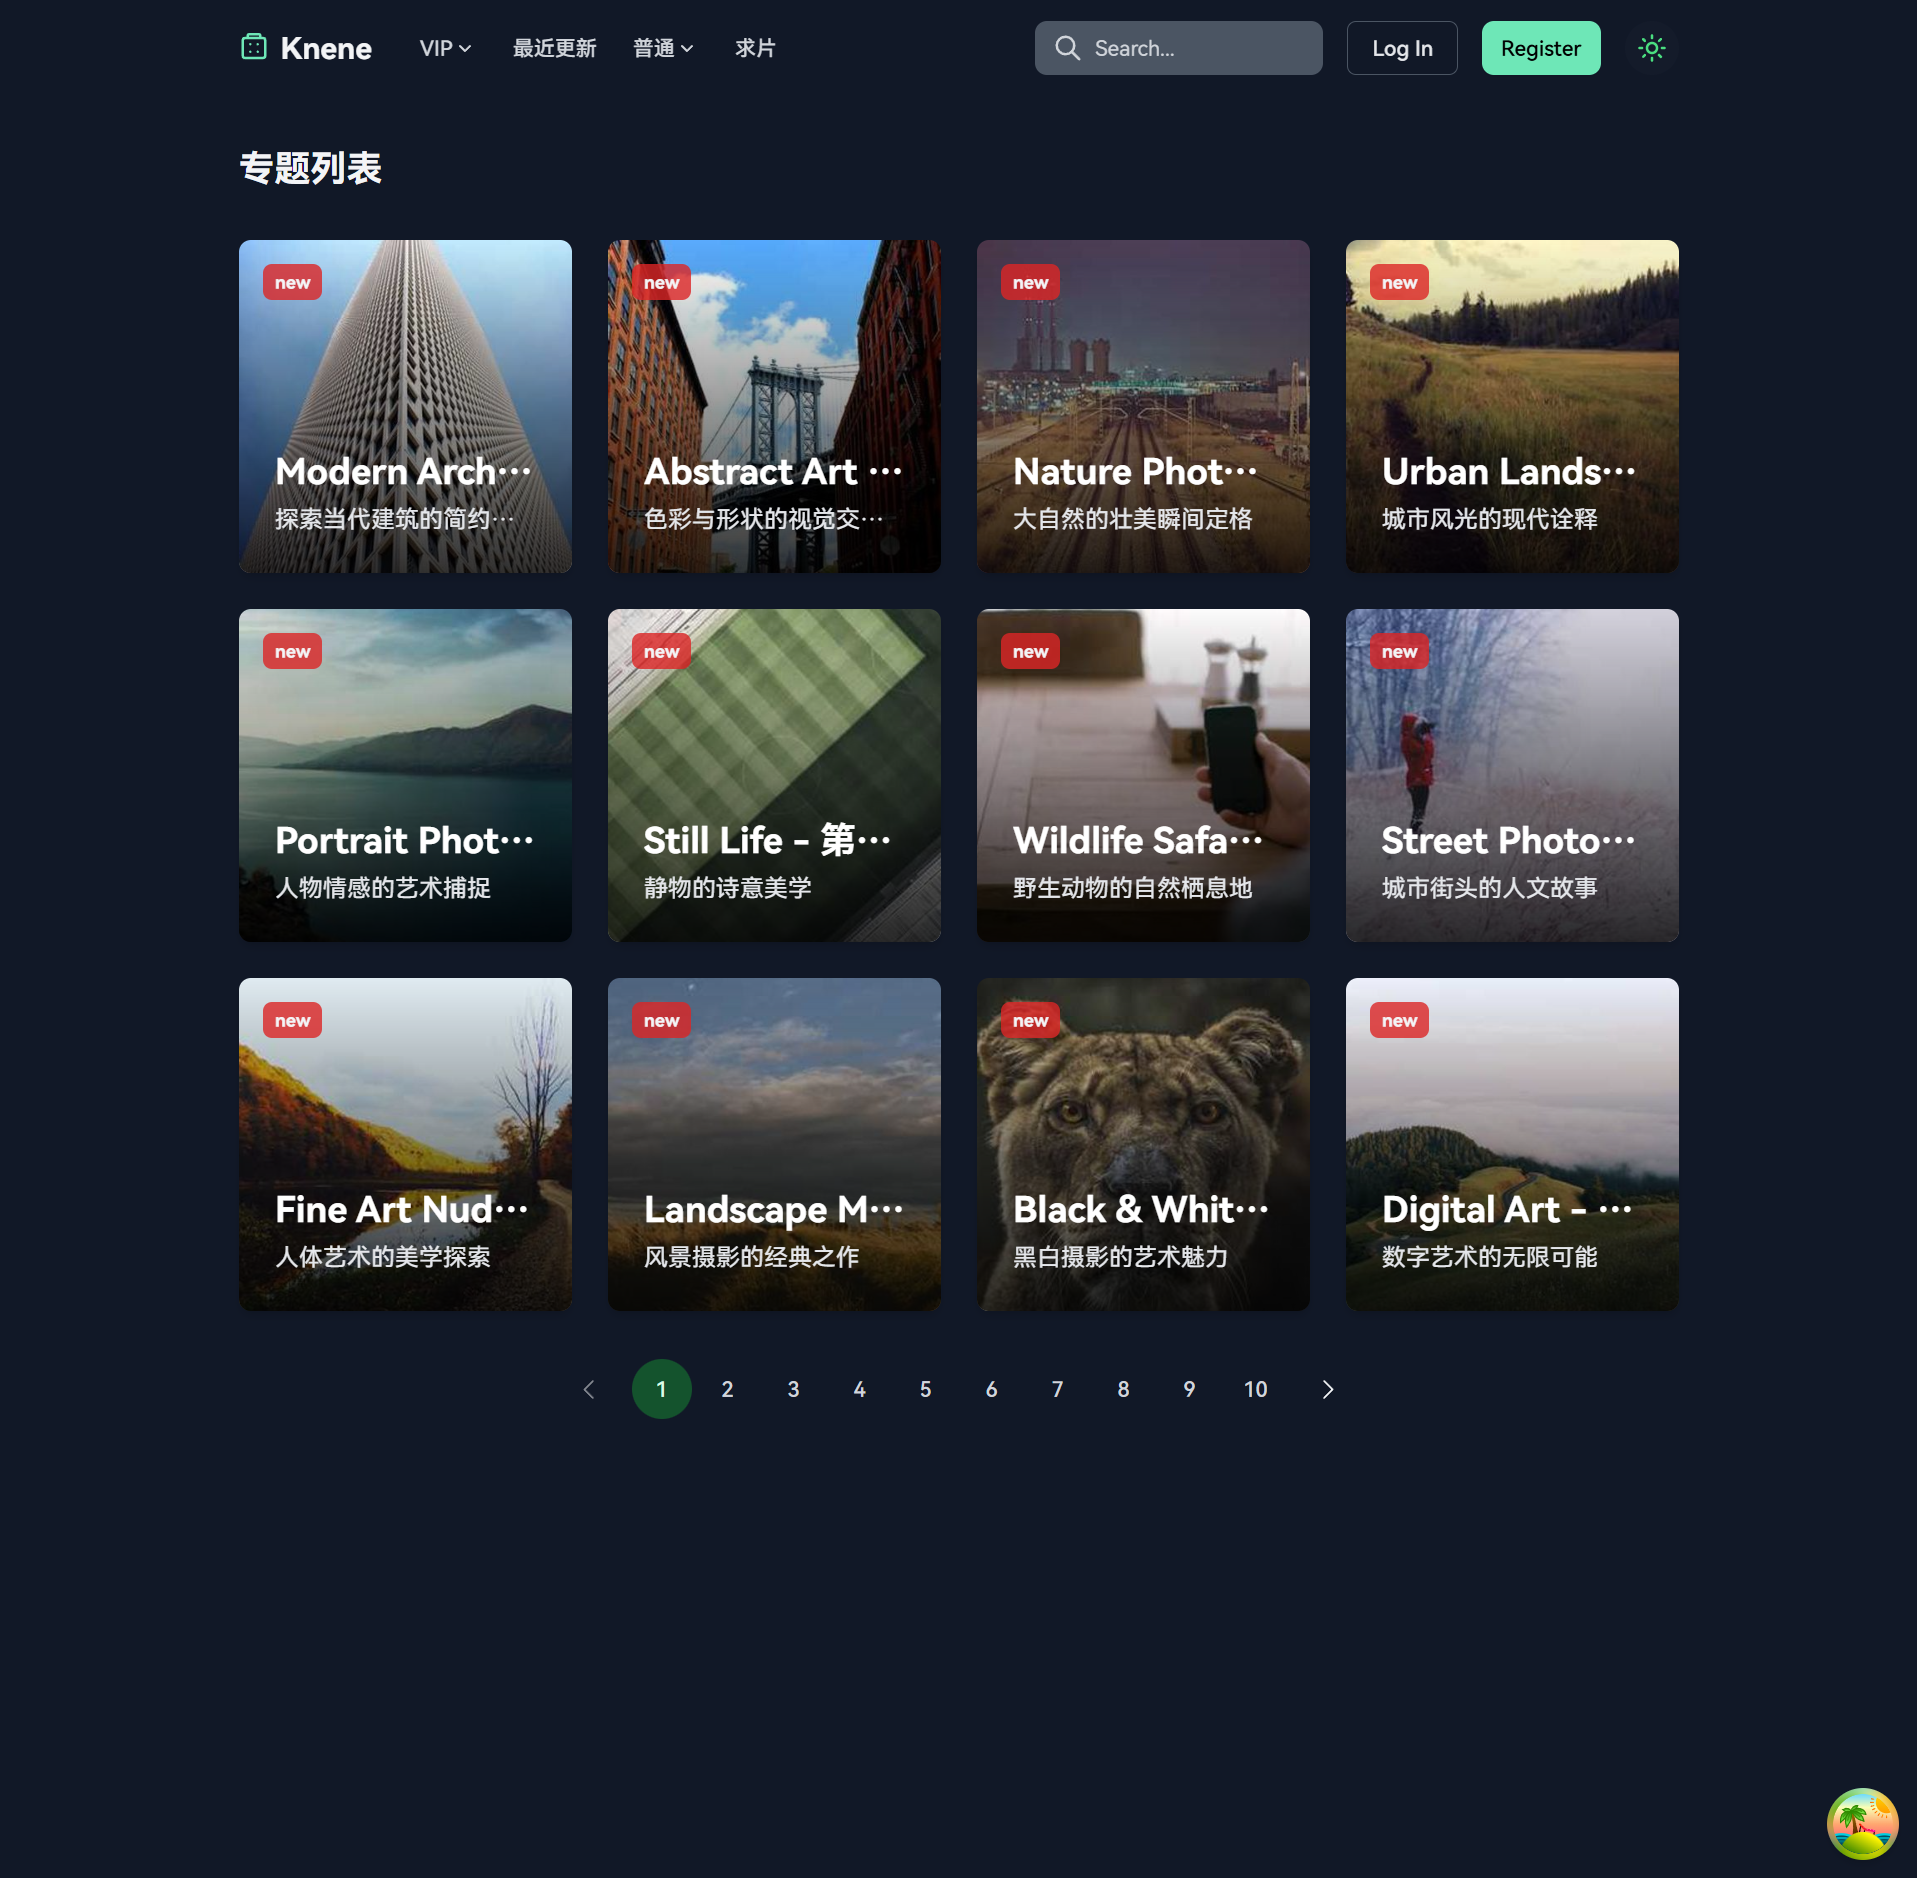 Knene
VIP
最近更新
普通
求片
Search...
Log In
Register
专题列表
new
Modern Arch···
探索当代建筑的简约···
new
Abstract Art ···
色彩与形状的视觉交···
new
Nature Phot···
大自然的壮美瞬间定格
new
Urban Lands···
城市风光的现代诠释
new
Portrait Phot···
人物情感的艺术捕捉
new
Still Life - 第···
静物的诗意美学
new
Wildlife Safa···
野生动物的自然栖息地
new
Street Photo···
城市街头的人文故事
new
Fine Art Nud···
人体艺术的美学探索
new
Landscape M···
风景摄影的经典之作
new
Black & Whit···
黑白摄影的艺术魅力
new
Digital Art - ···
数字艺术的无限可能
1 2 3 4 5 6 7 8 9 10